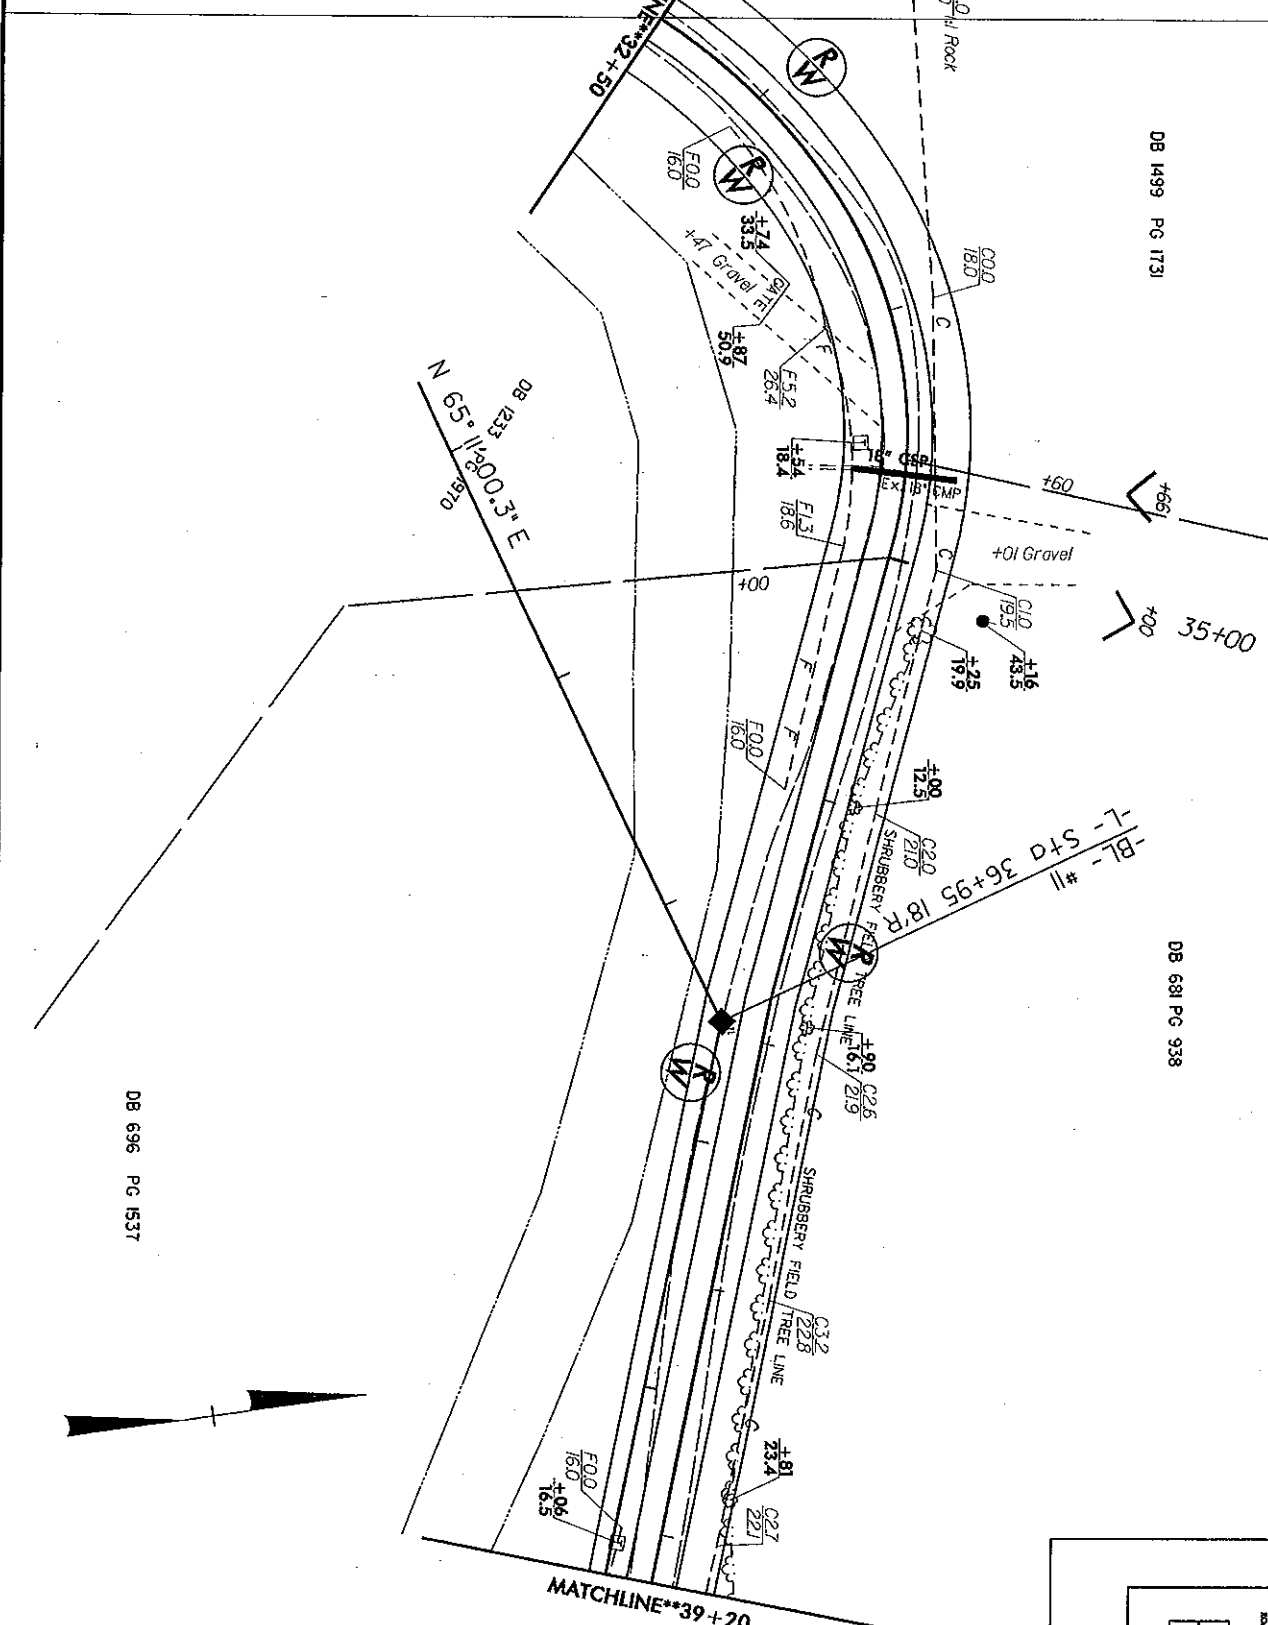 NE**32+50
R
W
Rock
DB 1499 PG 1731
F0.0
16.0
R
W
+74
33.5
+47 Gravel
GATE
+87
50.9
C0.0
18.0
C
F
F5.2
26.4
N 65° 11' 00.3" E
DB 1233
PG 1970
+54
18.4
18" CSP
Ex. 18" CMP
+60
+66
F1.3
18.6
C
+01 Gravel
+00
C1.0
19.5
+00
35+00
+16
43.5
+25
19.9
F
F
F0.0
16.0
+00
12.5
C2.0
21.0
SHRUBBERY FIELD
TREE LINE
-BL- #11
-L- Sta 36+95 18'R
R
W
DB 681 PG 938
+90
16.1
C2.6
21.9
R
W
C
DB 696 PG 1537
SHRUBBERY FIELD
TREE LINE
C3.2
22.8
C
+81
23.4
F0.0
16.0
+06
16.5
C2.7
22.1
MATCHLINE**39+20